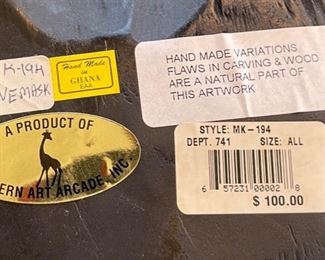 K-194
VEMASK
Hand Made
in
GHANA
EAA
HAND MADE VARIATIONS
FLAWS IN CARVING & WOOD
ARE A NATURAL PART OF
THIS ARTWORK
A PRODUCT OF
ERN ART ARCADE, INC.
STYLE: MK-194
DEPT. 741 SIZE: ALL
6 57231 00002 8
$ 100.00